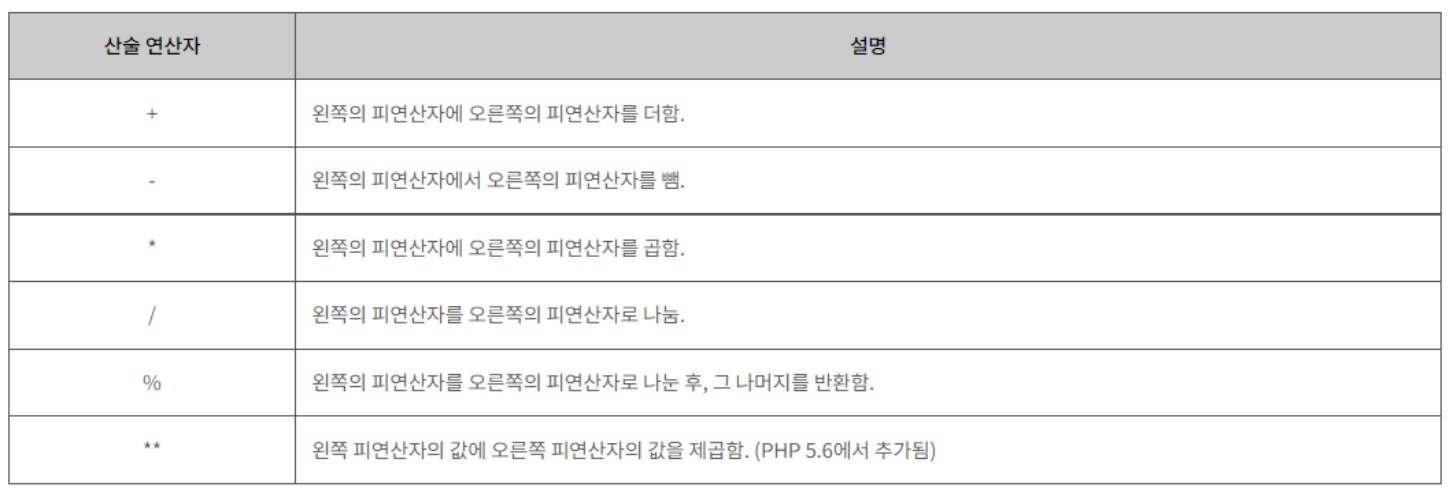 산술 연산자 설명
+ 왼쪽의 피연산자에 오른쪽의 피연산자를 더함.
- 왼쪽의 피연산자에서 오른쪽의 피연산자를 뺌.
* 왼쪽의 피연산자에 오른쪽의 피연산자를 곱함.
/ 왼쪽의 피연산자를 오른쪽의 피연산자로 나눔.
% 왼쪽의 피연산자를 오른쪽의 피연산자로 나눈 후, 그 나머지를 반환함.
** 왼쪽 피연산자의 값에 오른쪽 피연산자의 값을 제곱함. (PHP 5.6에서 추가됨)